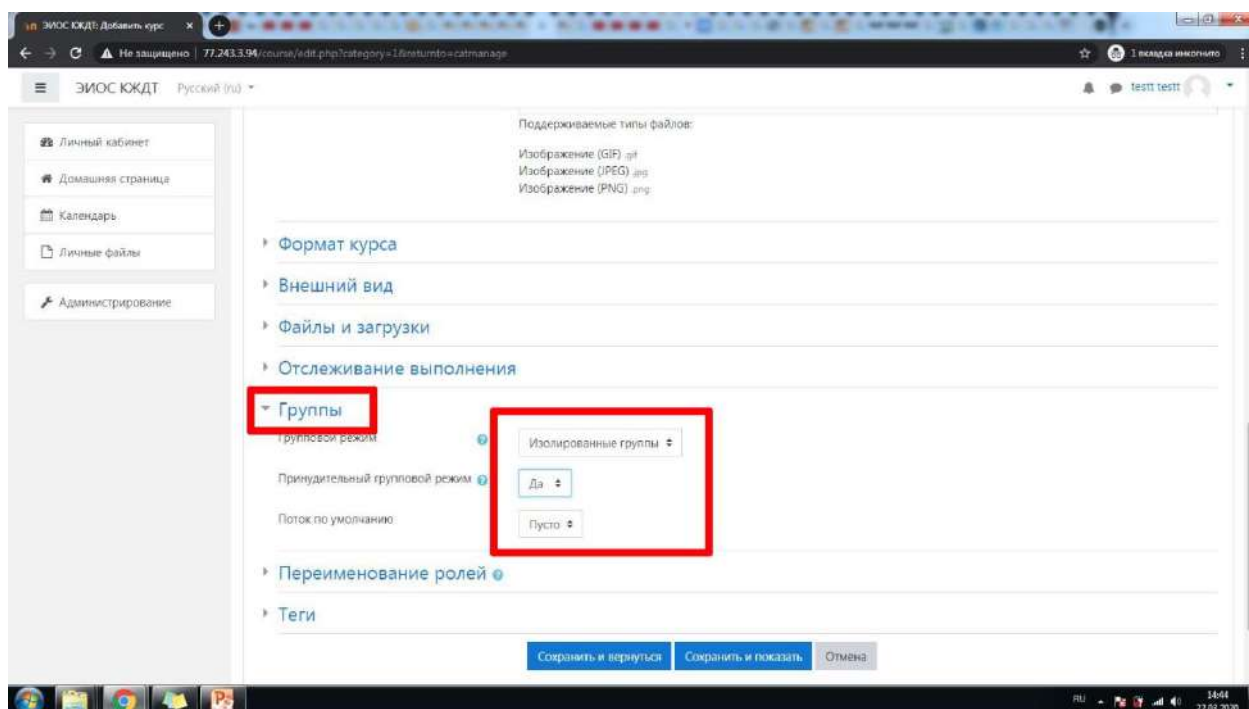 ЭИОС КЖДТ: Добавить курс
Не защищено 77.243.3.94/course/edit.php?category=1&returnto=catmanage
1 вкладка инкогнито
ЭИОС КЖДТ Русский (ru)
testt testt
Личный кабинет
Домашняя страница
Календарь
Личные файлы
Администрирование
Поддерживаемые типы файлов:
Изображение (GIF) .gif
Изображение (JPEG) .jpg
Изображение (PNG) .png
Формат курса
Внешний вид
Файлы и загрузки
Отслеживание выполнения
Группы
Групповой режим
Изолированные группы
Принудительный групповой режим
Да
Поток по умолчанию
Пусто
Переименование ролей
Теги
Сохранить и вернуться Сохранить и показать Отмена
RU
14:44